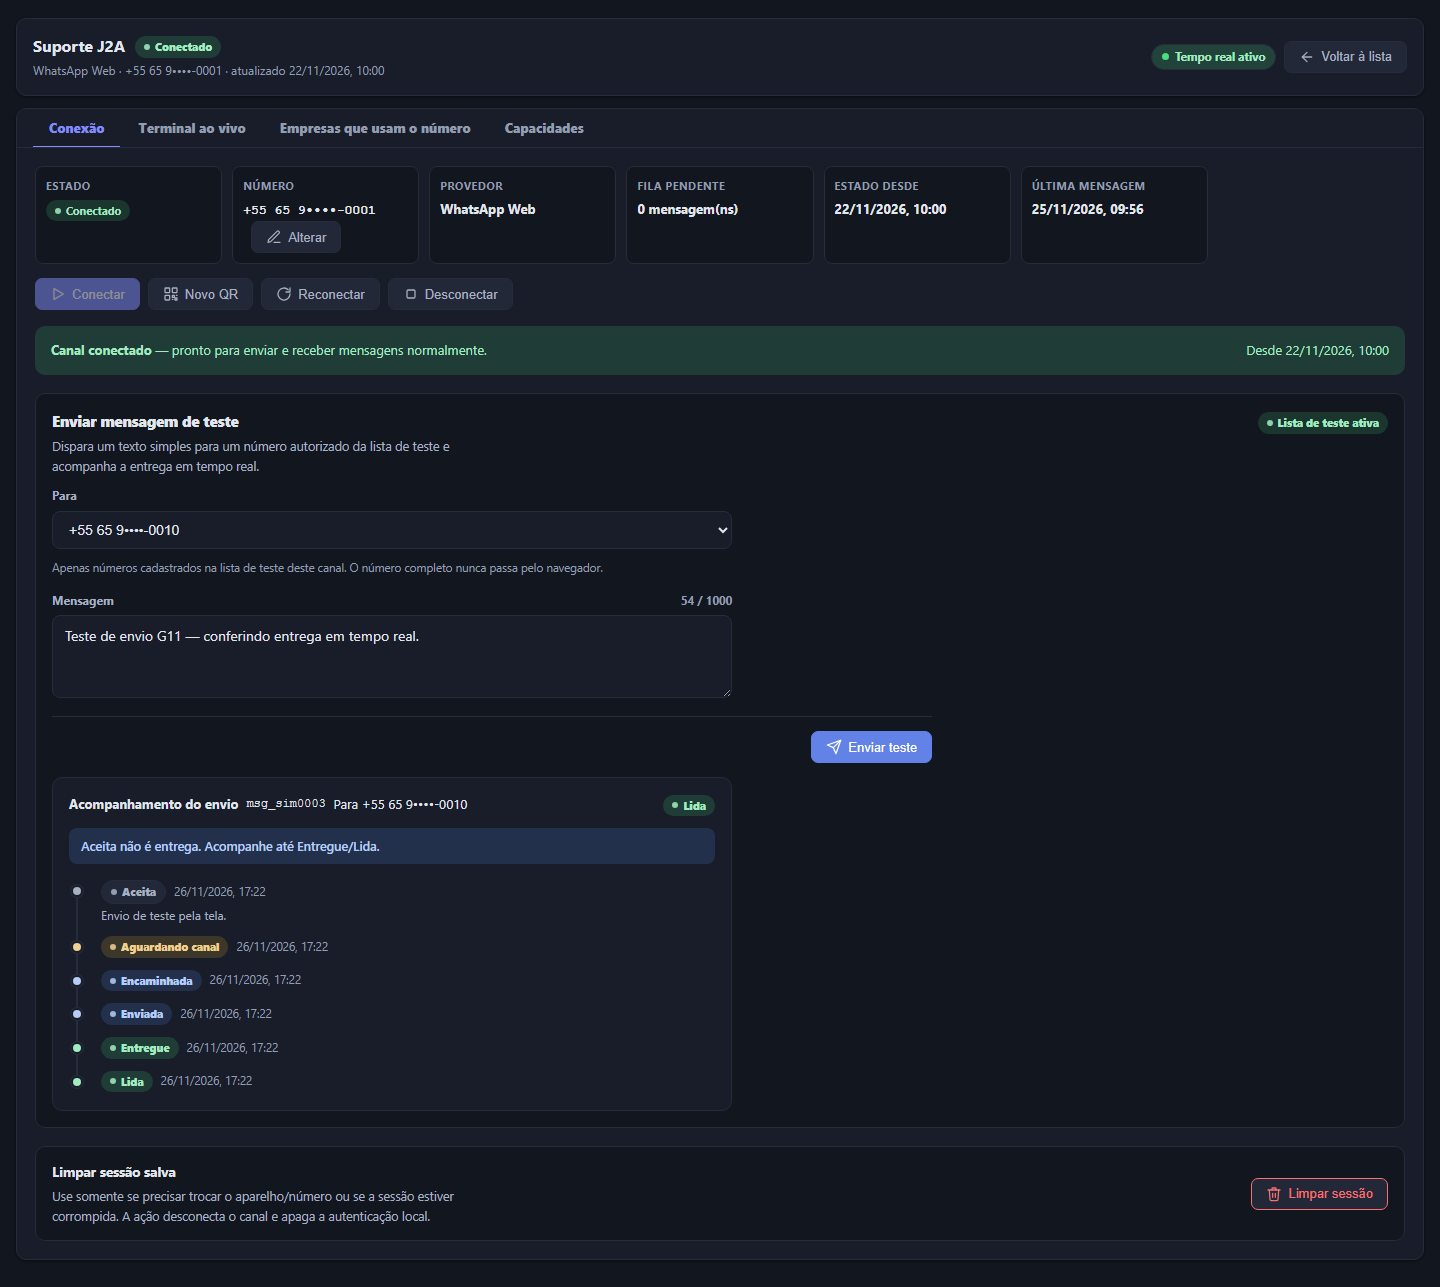 Suporte J2A
Conectado
WhatsApp Web · +55 65 9••••-0001 · atualizado 22/11/2026, 10:00
Tempo real ativo
Voltar à lista
Conexão
Terminal ao vivo
Empresas que usam o número
Capacidades
ESTADO
Conectado
NÚMERO
+55 65 9••••-0001
Alterar
PROVEDOR
WhatsApp Web
FILA PENDENTE
0 mensagem(ns)
ESTADO DESDE
22/11/2026, 10:00
ÚLTIMA MENSAGEM
25/11/2026, 09:56
Conectar
Novo QR
Reconectar
Desconectar
Canal conectado — pronto para enviar e receber mensagens normalmente.
Desde 22/11/2026, 10:00
Enviar mensagem de teste
Lista de teste ativa
Dispara um texto simples para um número autorizado da lista de teste e
acompanha a entrega em tempo real.
Para
+55 65 9••••-0010
Apenas números cadastrados na lista de teste deste canal. O número completo nunca passa pelo navegador.
Mensagem
54 / 1000
Teste de envio G11 — conferindo entrega em tempo real.
Enviar teste
Acompanhamento do envio msg_sim0003 Para +55 65 9••••-0010
Lida
Aceita não é entrega. Acompanhe até Entregue/Lida.
Aceita 26/11/2026, 17:22
Envio de teste pela tela.
Aguardando canal 26/11/2026, 17:22
Encaminhada 26/11/2026, 17:22
Enviada 26/11/2026, 17:22
Entregue 26/11/2026, 17:22
Lida 26/11/2026, 17:22
Limpar sessão salva
Use somente se precisar trocar o aparelho/número ou se a sessão estiver
corrompida. A ação desconecta o canal e apaga a autenticação local.
Limpar sessão